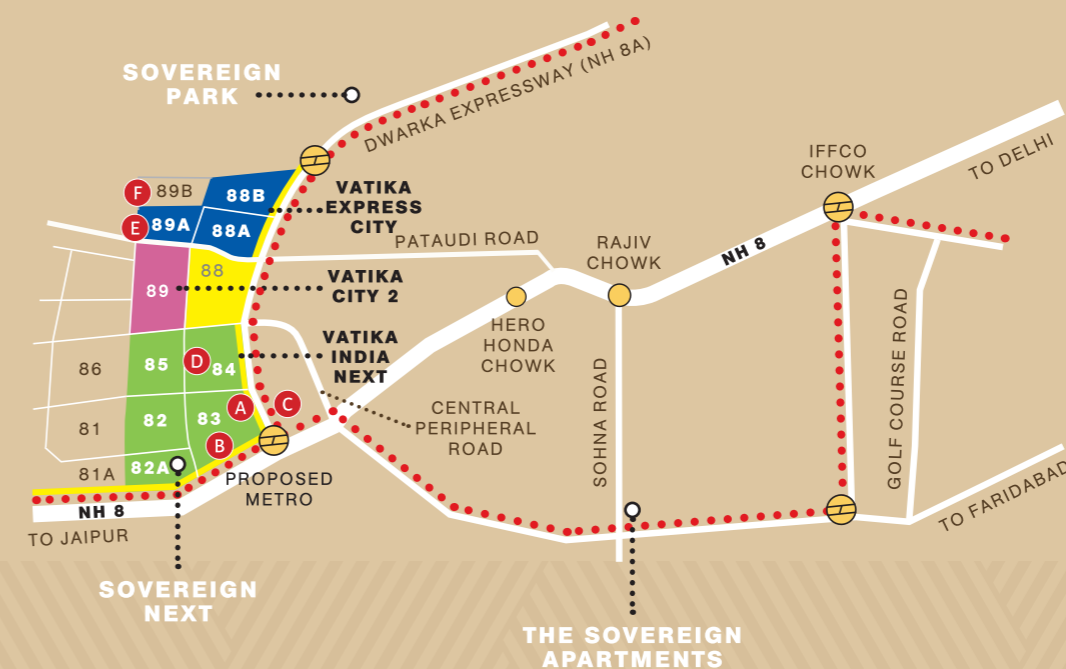 SOVEREIGN
PARK
DWARKA EXPRESSWAY (NH 8A)
IFFCO
CHOWK
TO DELHI
F
89B
88B
E
89A
88A
VATIKA
EXPRESS
CITY
PATAUDI ROAD
RAJIV
CHOWK
NH 8
88
89
VATIKA
CITY 2
HERO
HONDA
CHOWK
VATIKA
INDIA
NEXT
86
85
D
84
SOHNA ROAD
GOLF COURSE ROAD
81
82
83
A
C
B
CENTRAL
PERIPHERAL
ROAD
81A
82A
PROPOSED
METRO
NH 8
TO JAIPUR
TO FARIDABAD
SOVEREIGN
NEXT
THE SOVEREIGN
APARTMENTS